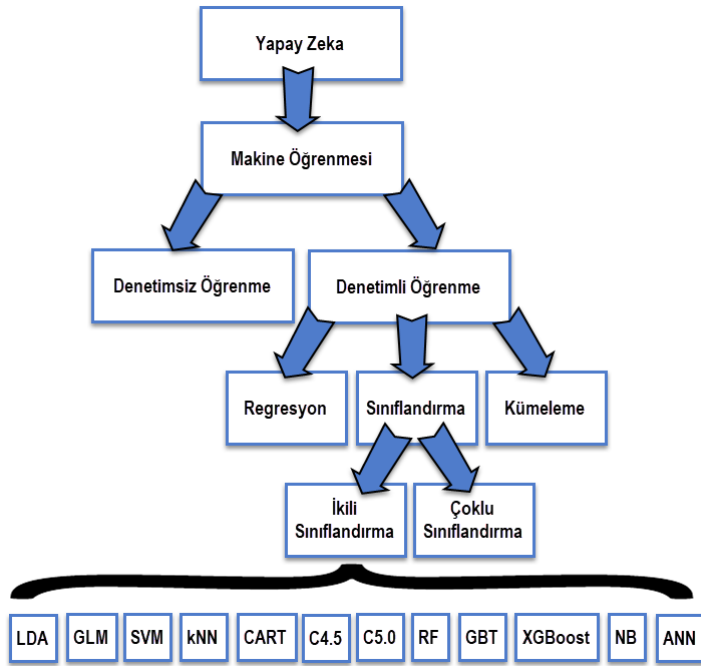 Yapay Zeka
Makine Öğrenmesi
Denetimsiz Öğrenme
Denetimli Öğrenme
Regresyon
Sınıflandırma
Kümeleme
İkili
Sınıflandırma
Çoklu
Sınıflandırma
LDA
GLM
SVM
kNN
CART
C4.5
C5.0
RF
GBT
XGBoost
NB
ANN